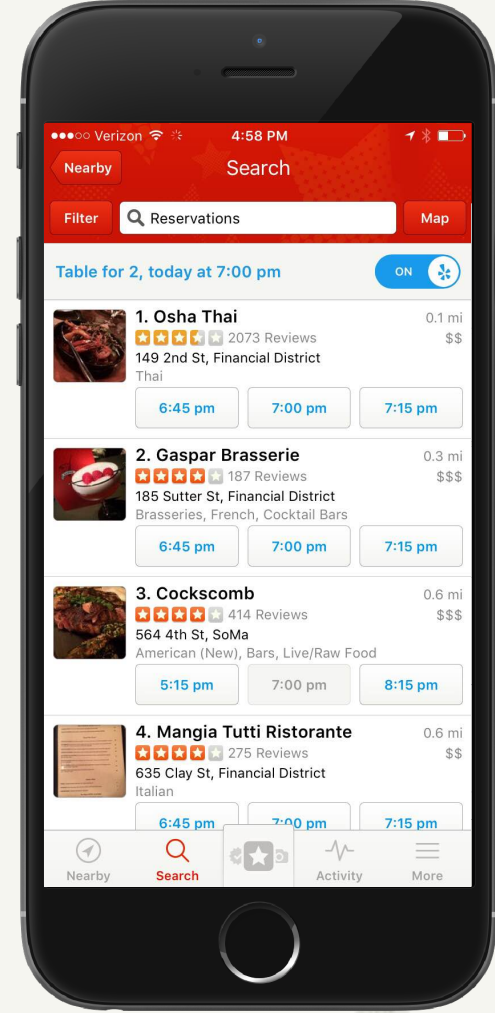 ●●●○○ Verizon 4:58 PM
Nearby Search
Filter Reservations Map
Table for 2, today at 7:00 pm ON
1. Osha Thai 0.1 mi
2073 Reviews $$
149 2nd St, Financial District
Thai
6:45 pm 7:00 pm 7:15 pm
2. Gaspar Brasserie 0.3 mi
187 Reviews $$$
185 Sutter St, Financial District
Brasseries, French, Cocktail Bars
6:45 pm 7:00 pm 7:15 pm
3. Cockscomb 0.6 mi
414 Reviews $$$
564 4th St, SoMa
American (New), Bars, Live/Raw Food
5:15 pm 7:00 pm 8:15 pm
4. Mangia Tutti Ristorante 0.6 mi
275 Reviews $$
635 Clay St, Financial District
Italian
6:45 pm 7:00 pm 7:15 pm
Nearby Search Activity More